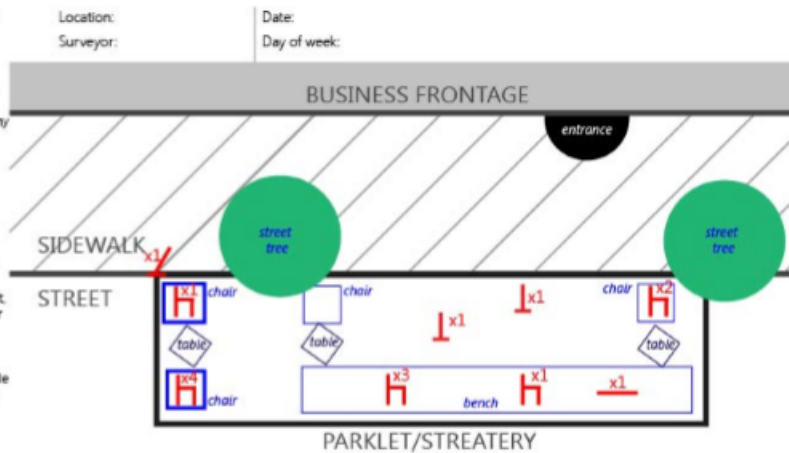 Location: Date:
Surveyor: Day of week:
BUSINESS FRONTAGE
entrance
street
tree
street
tree
SIDEWALK
x1
STREET
x1 chair
chair
x1
x1
chair x2
table
table
table
x4 chair
x3
x1
x1
bench
PARKLET/STREATERY